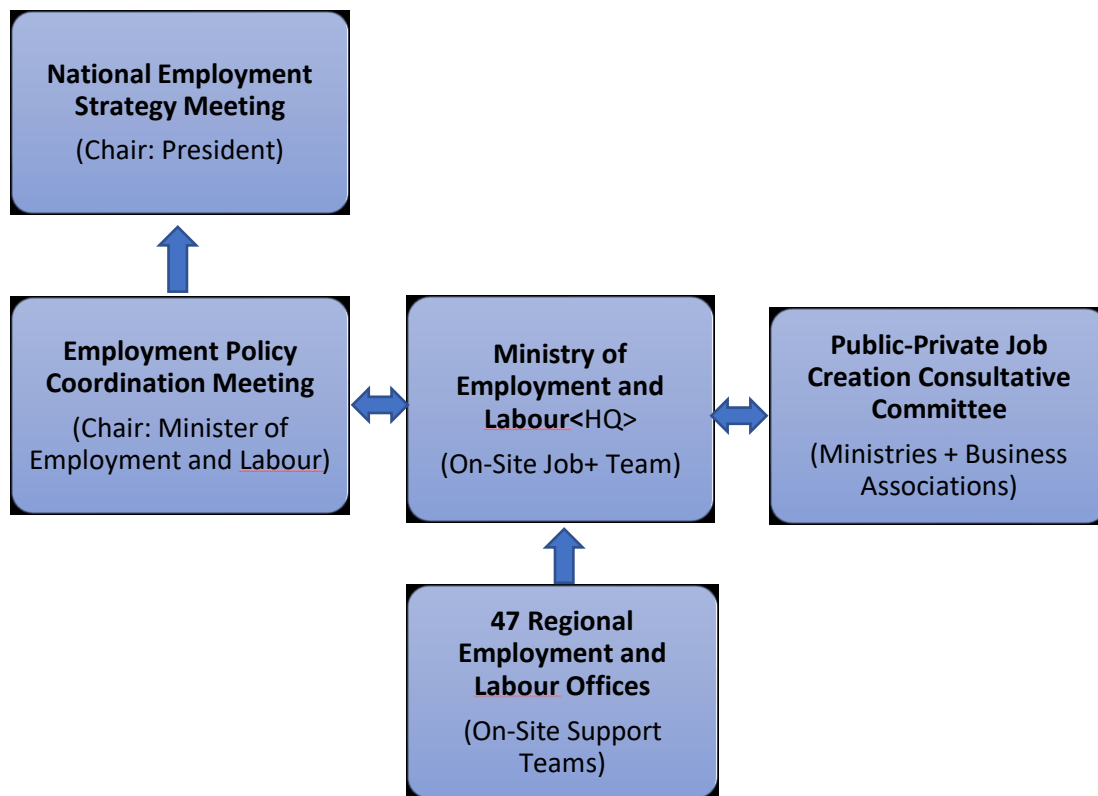 National Employment
Strategy Meeting
(Chair: President)
Employment Policy
Coordination Meeting
(Chair: Minister of
Employment and Labour)
Ministry of
Employment and
Labour<HQ>
(On-Site Job+ Team)
Public-Private Job
Creation Consultative
Committee
(Ministries + Business
Associations)
47 Regional
Employment and
Labour Offices
(On-Site Support
Teams)